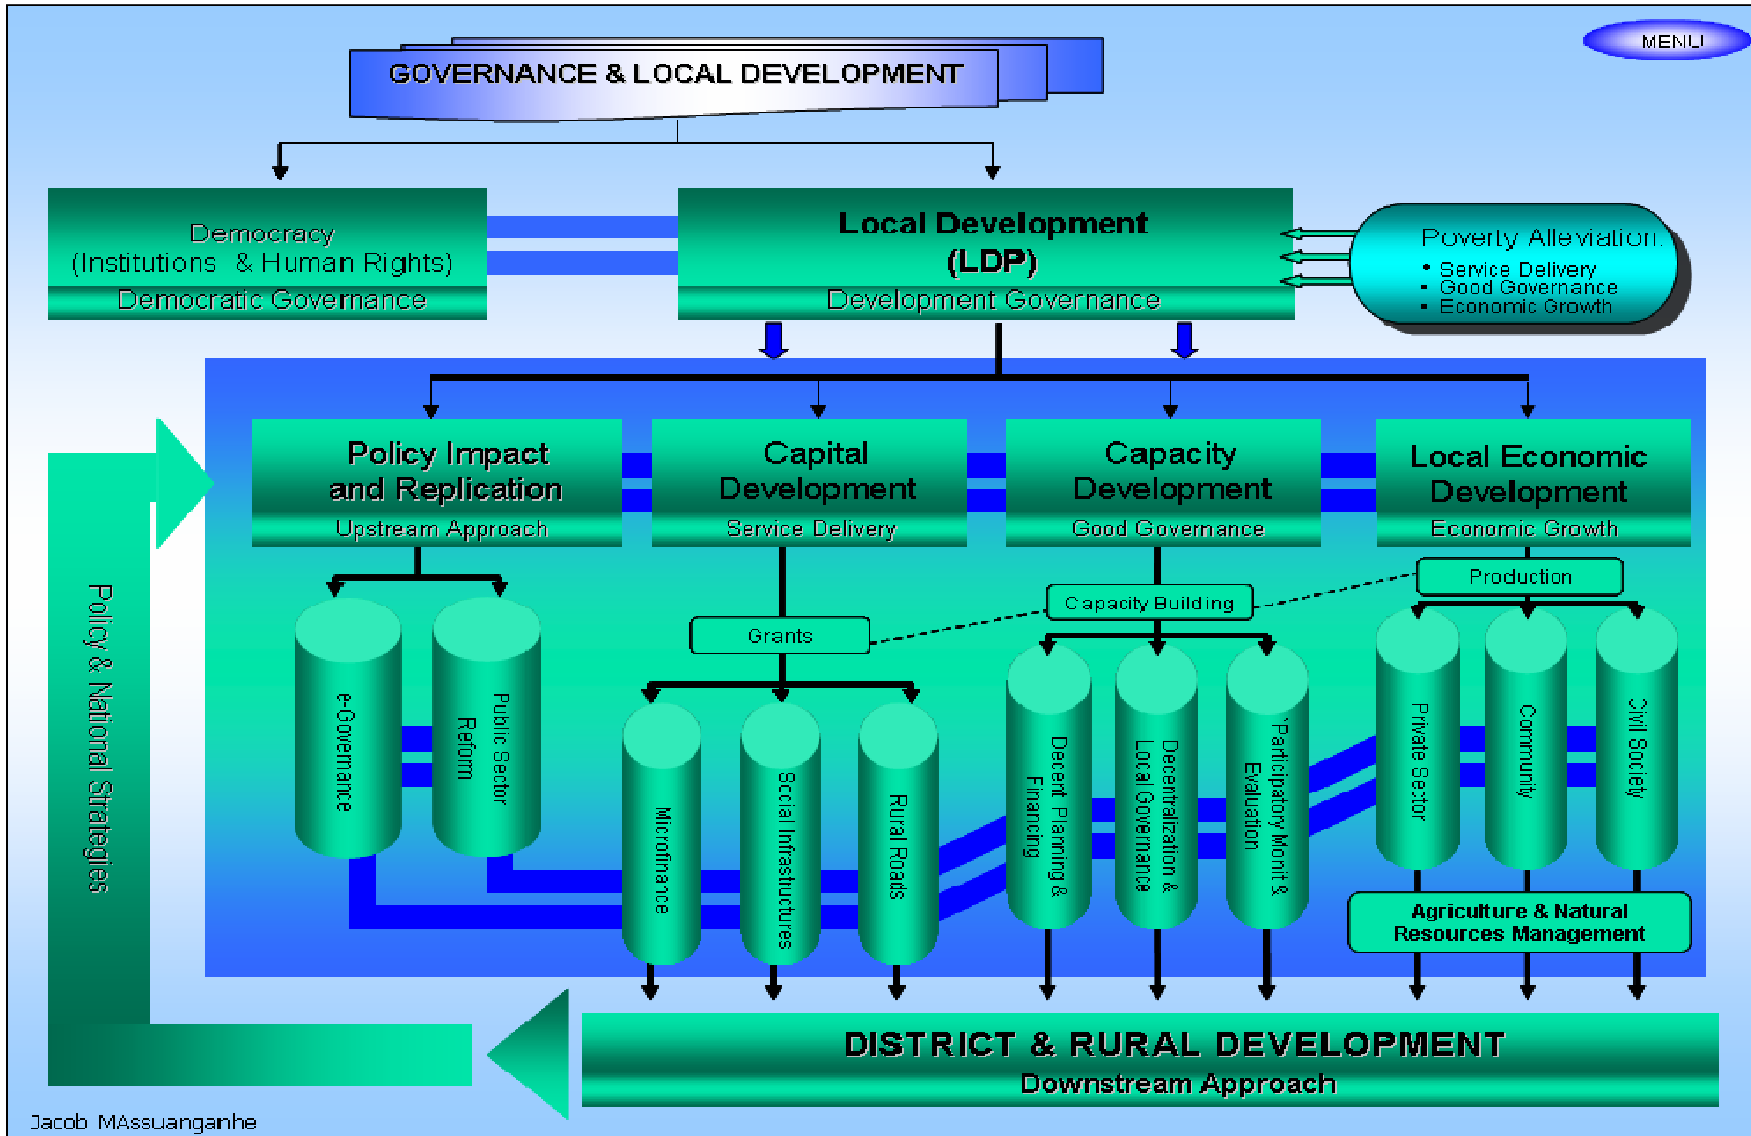 MENU
GOVERNANCE & LOCAL DEVELOPMENT
Democracy
(Institutions & Human Rights)
Democratic Governance
Local Development
(LDP)
Development Governance
Poverty Alleviation:
• Service Delivery
▪ Good Governance
▪ Economic Growth
Policy Impact
and Replication
Upstream Approach
Capital
Development
Service Delivery
Capacity
Development
Good Governance
Local Economic
Development
Economic Growth
Grants
Capacity Building
Production
e-Governance
Public Sector
Reform
Microfinance
Social Infrastructures
Rural Roads
Decent. Planning &
Financing
Decentralization &
Local Governance
'Participatory Monit &
Evaluation
Private Sector
Community
Civil Society
Agriculture & Natural
Resources Management
Policy & National Strategies
DISTRICT & RURAL DEVELOPMENT
Downstream Approach
Jacob MAssuanganhe